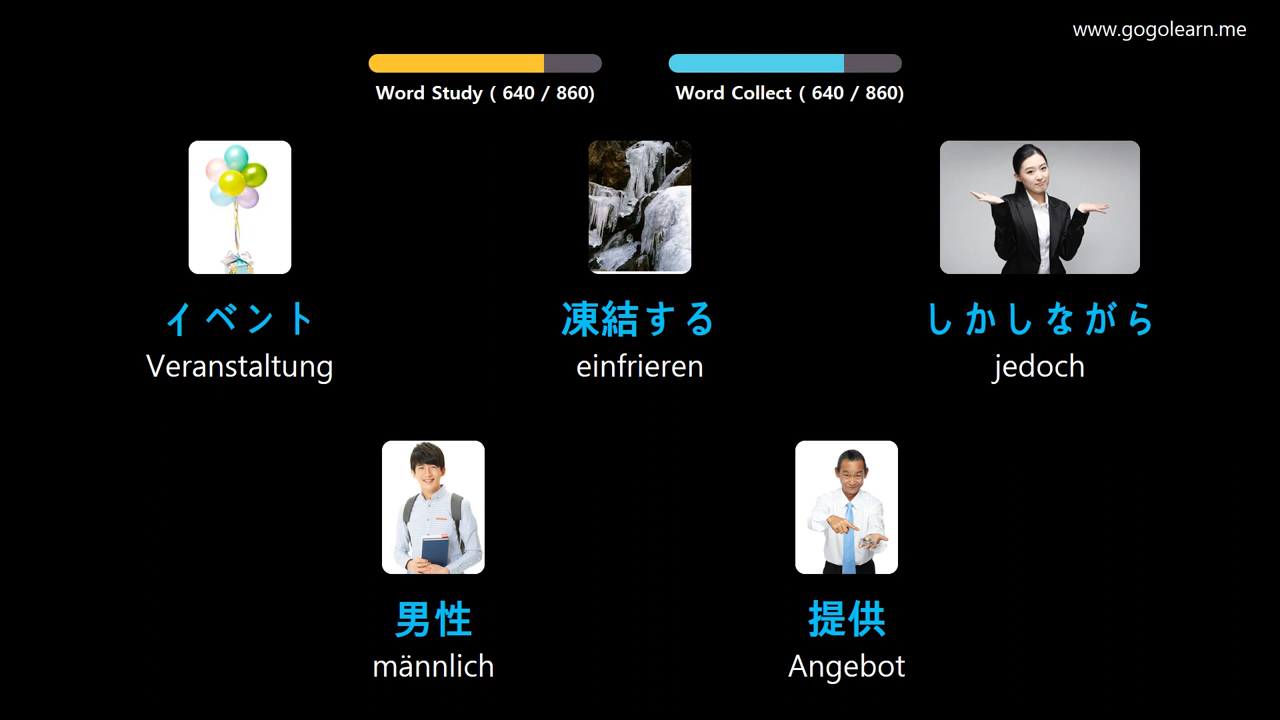 www.gogolearn.me
Word Study ( 640 / 860)
Word Collect ( 640 / 860)
イベント
Veranstaltung
凍結する
einfrieren
しかしながら
jedoch
男性
männlich
提供
Angebot